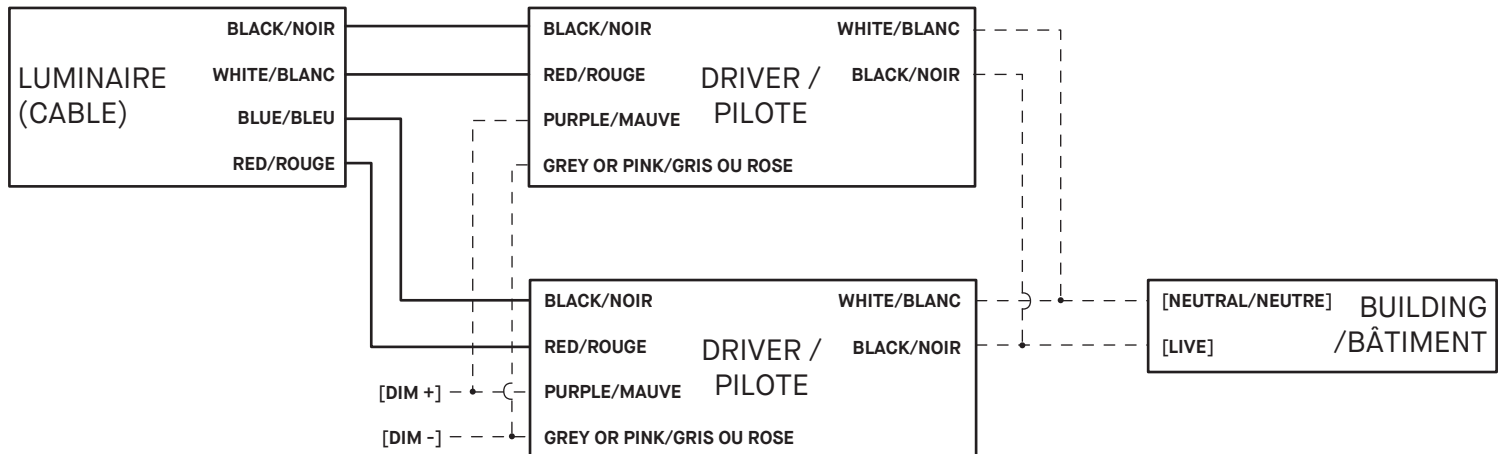 LUMINAIRE
(CABLE)
BLACK/NOIR
WHITE/BLANC
BLUE/BLEU
RED/ROUGE
BLACK/NOIR
RED/ROUGE
PURPLE/MAUVE
GREY OR PINK/GRIS OU ROSE
DRIVER /
PILOTE
WHITE/BLANC
BLACK/NOIR
BLACK/NOIR
RED/ROUGE
PURPLE/MAUVE
GREY OR PINK/GRIS OU ROSE
DRIVER /
PILOTE
WHITE/BLANC
BLACK/NOIR
[DIM +]
[DIM -]
[NEUTRAL/NEUTRE]
[LIVE]
BUILDING
/BÂTIMENT